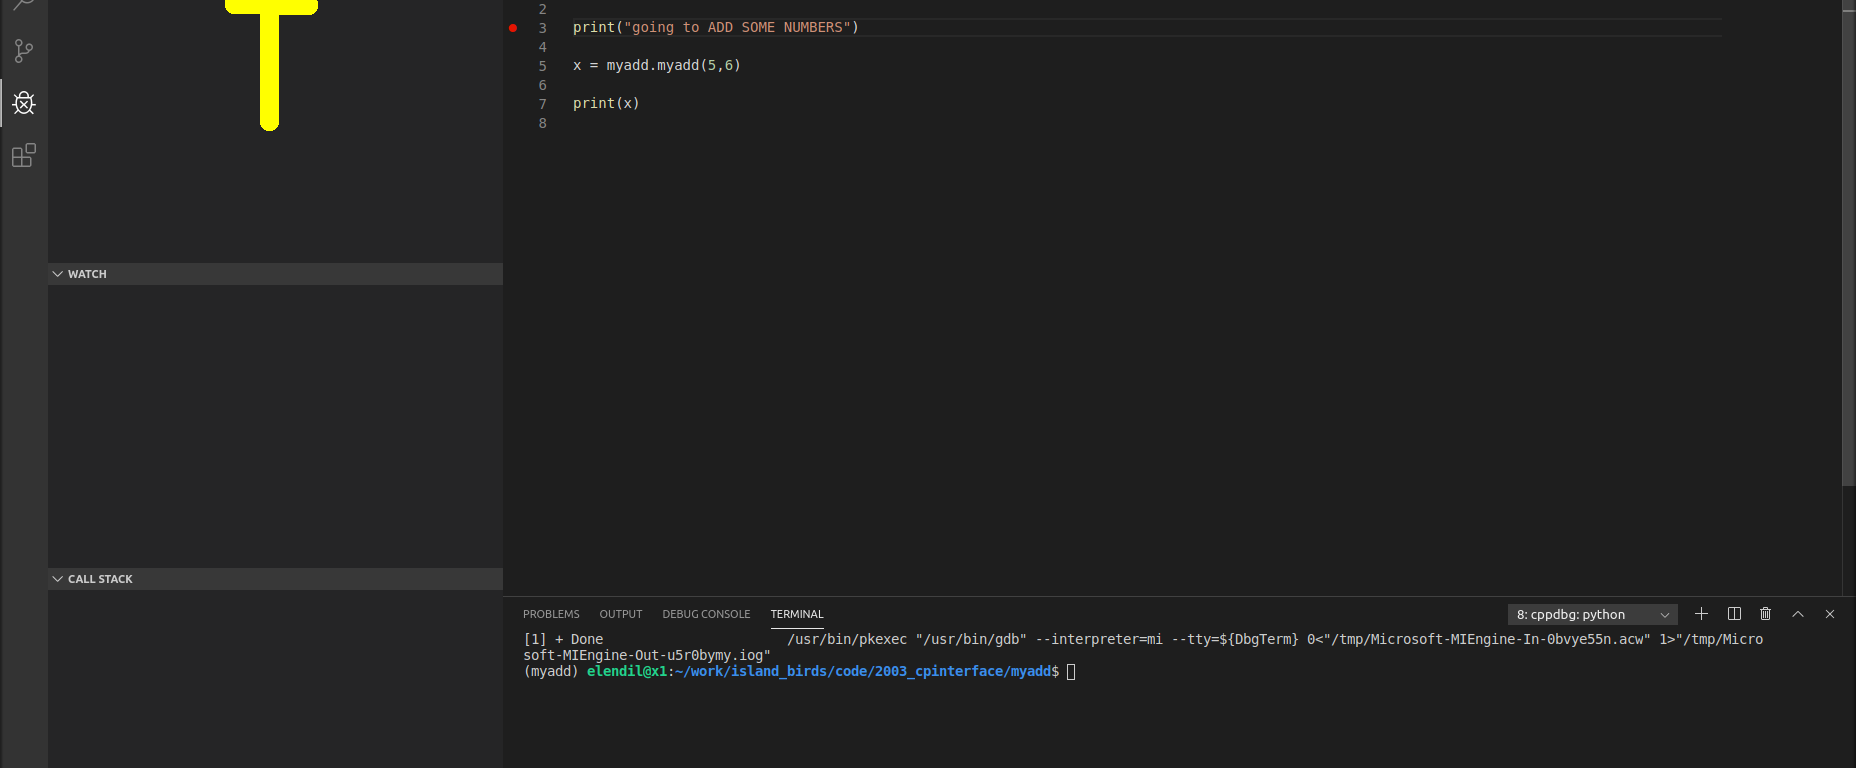 2
3 print("going to ADD SOME NUMBERS")
4
5 x = myadd.myadd(5,6)
6
7 print(x)
8
WATCH
CALL STACK
PROBLEMS OUTPUT DEBUG CONSOLE TERMINAL 8: cppdbg: python
[1] + Done /usr/bin/pkexec "/usr/bin/gdb" --interpreter=mi --tty=${DbgTerm} 0<"/tmp/Microsoft-MIEngine-In-0bvye55n.acw" 1>"/tmp/Micro
soft-MIEngine-Out-u5r0bymy.iog"
(myadd) elendil@x1:~/work/island_birds/code/2003_cpinterface/myadd$